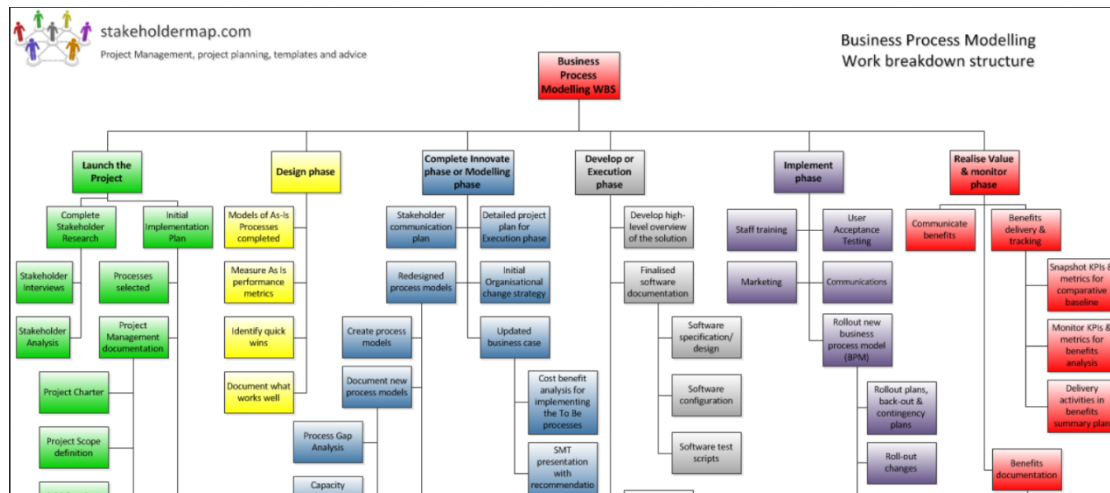 stakeholdermap.com
Project Management, project planning, templates and advice
Business Process Modelling
Work breakdown structure
Business
Process
Modelling WBS
Launch the
Project
Design phase
Complete Innovate
phase or Modelling
phase
Develop or
Execution
phase
Implement
phase
Realise Value
& monitor
phase
Complete
Stakeholder
Research
Initial
Implementation
Plan
Stakeholder
Interviews
Processes
selected
Stakeholder
Analysis
Project
Management
documentation
Project Charter
Project Scope
definition
Models of As-Is
Processes
completed
Measure As Is
performance
metrics
Identify quick
wins
Document what
works well
Stakeholder
communication
plan
Detailed project
plan for
Execution phase
Redesigned
process models
Initial
Organisational
change strategy
Create process
models
Updated
business case
Document new
process models
Cost benefit
analysis for
implementing
the To Be
processes
Process Gap
Analysis
SMT
presentation
with
recommendatio
Capacity
Develop high-
level overview
of the solution
Finalised
software
documentation
Software
specification/
design
Software
configuration
Software test
scripts
Staff training
User
Acceptance
Testing
Marketing
Communications
Rollout new
business
process model
(BPM)
Rollout plans,
back-out &
contingency
plans
Roll-out
changes
Communicate
benefits
Benefits
delivery &
tracking
Snapshot KPIs &
metrics for
comparative
baseline
Monitor KPIs &
metrics for
benefits
analysis
Delivery
activities in
benefits
summary plan
Benefits
documentation